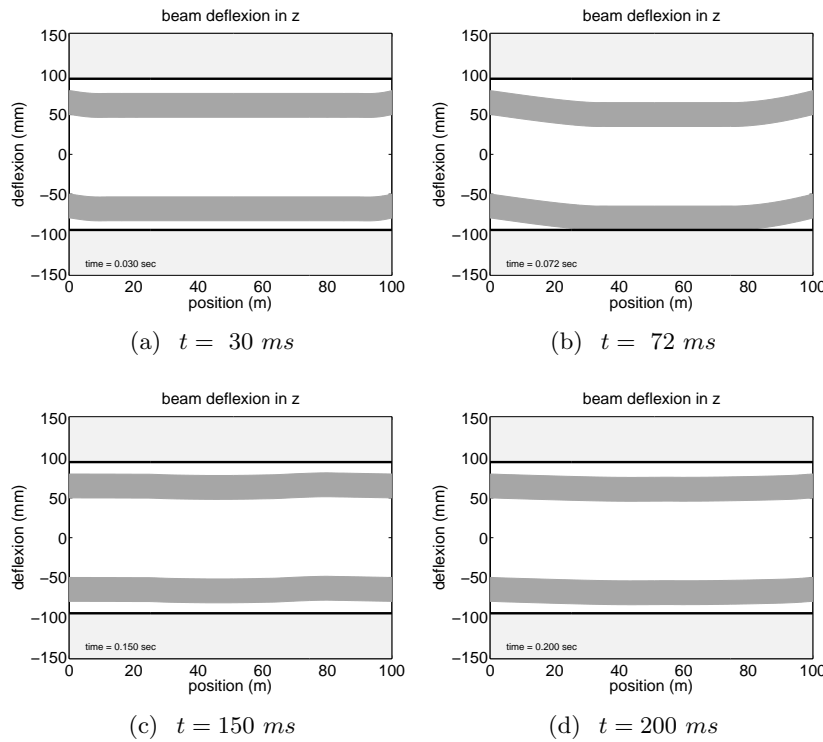 beam deflexion in z
150
100
50
0
−50
−100
−150
deflexion (mm)
time = 0.030 sec
0 20 40 60 80 100
position (m)
(a) t = 30 ms
beam deflexion in z
150
100
50
0
−50
−100
−150
deflexion (mm)
time = 0.072 sec
0 20 40 60 80 100
position (m)
(b) t = 72 ms
beam deflexion in z
150
100
50
0
−50
−100
−150
deflexion (mm)
time = 0.150 sec
0 20 40 60 80 100
position (m)
(c) t = 150 ms
beam deflexion in z
150
100
50
0
−50
−100
−150
deflexion (mm)
time = 0.200 sec
0 20 40 60 80 100
position (m)
(d) t = 200 ms